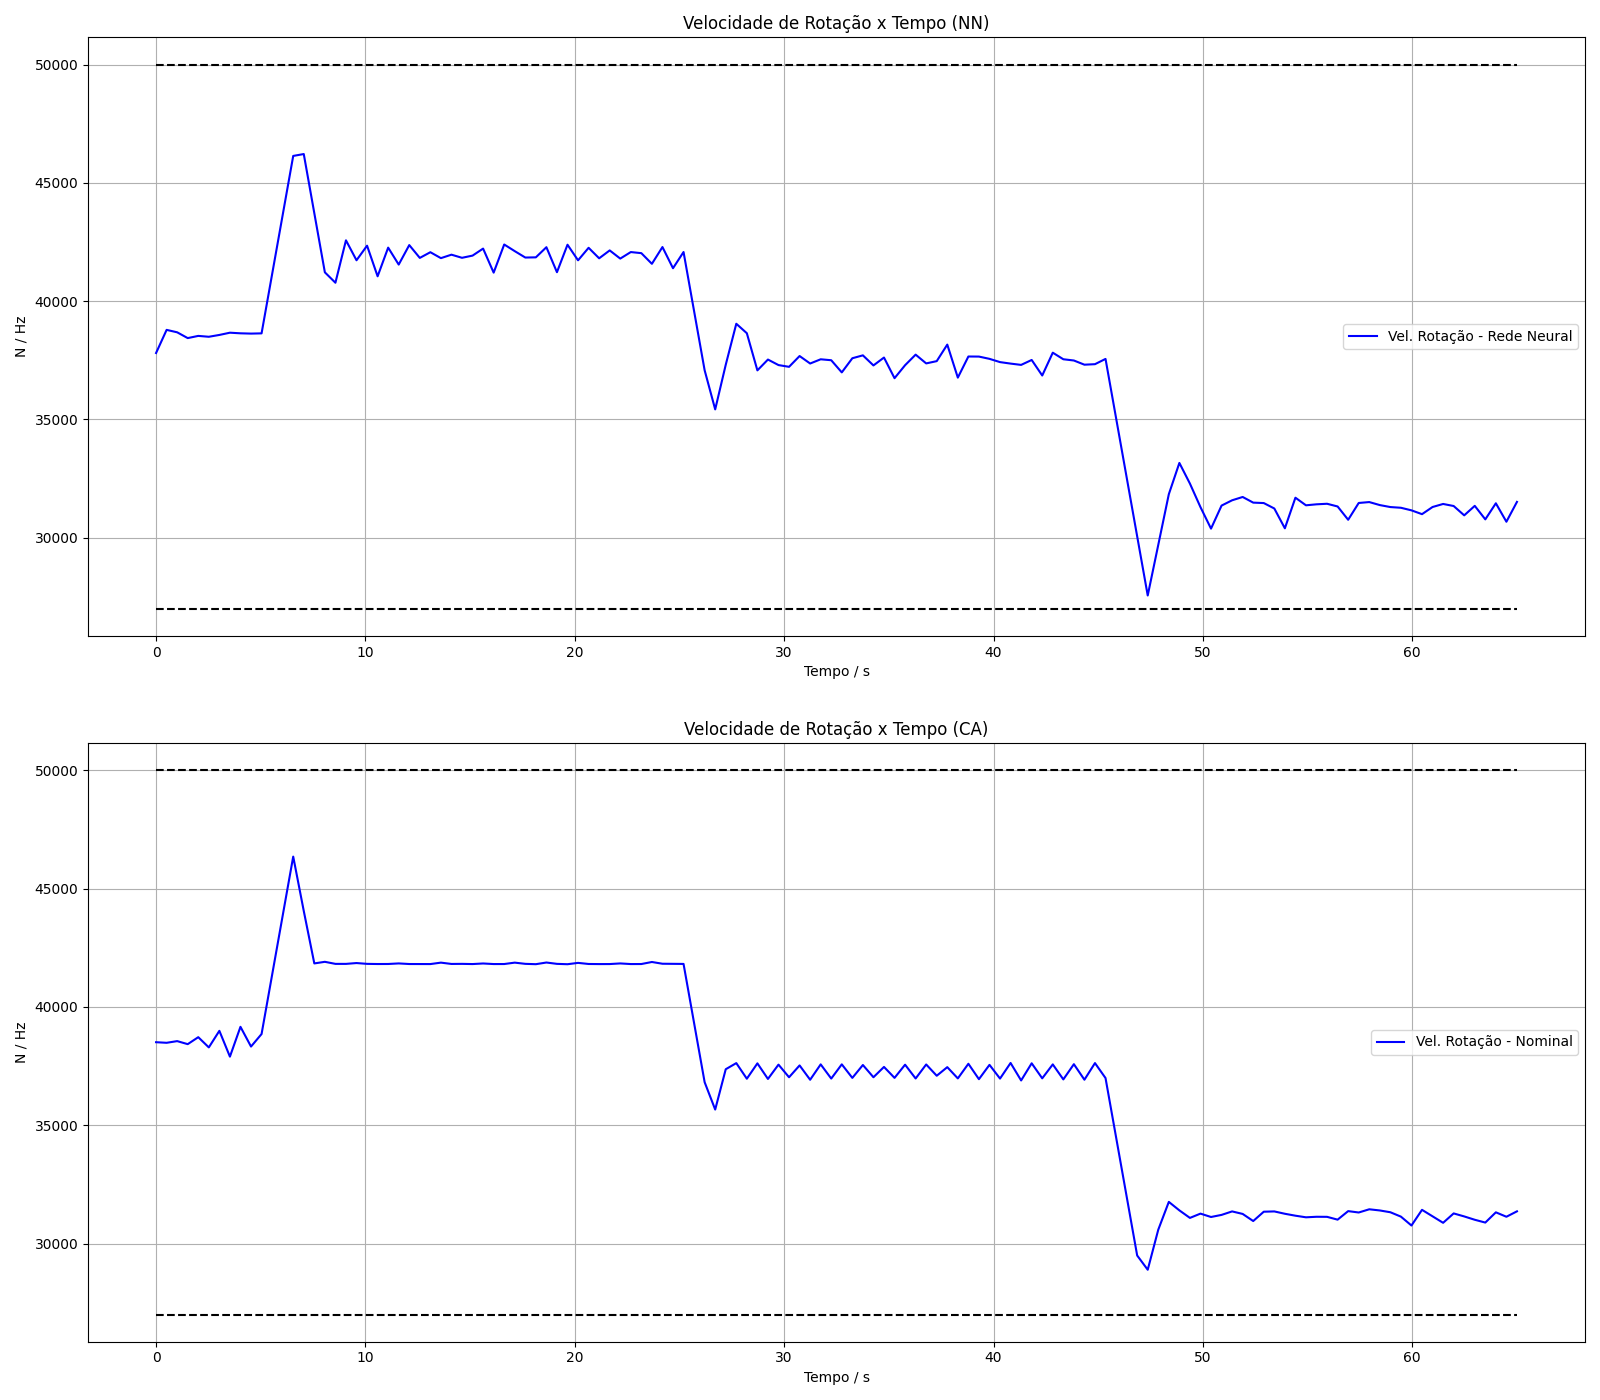 Velocidade de Rotação x Tempo (NN)
50000
45000
40000
35000
30000
N / Hz
Vel. Rotação - Rede Neural
0 10 20 30 40 50 60
Tempo / s
Velocidade de Rotação x Tempo (CA)
50000
45000
40000
35000
30000
N / Hz
Vel. Rotação - Nominal
0 10 20 30 40 50 60
Tempo / s